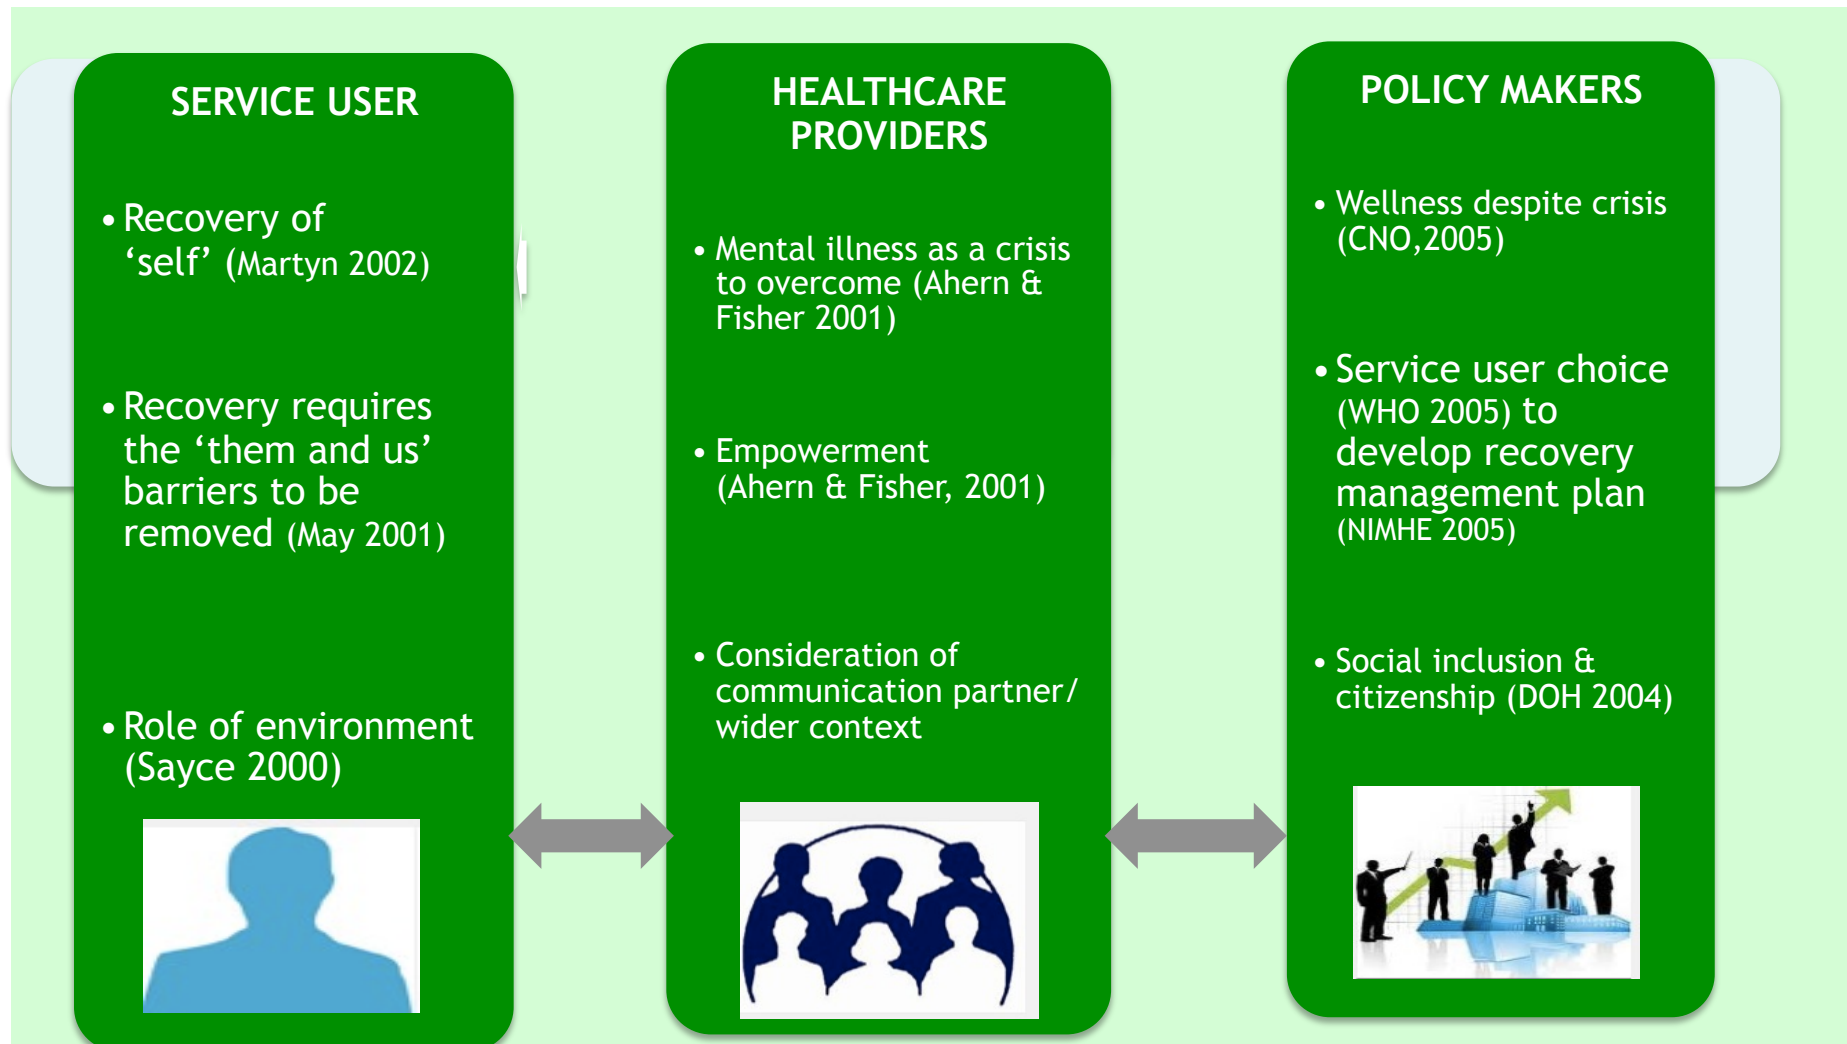 SERVICE USER
• Recovery of
‘self’ (Martyn 2002)
• Recovery requires
the ‘them and us’
barriers to be
removed (May 2001)
• Role of environment
(Sayce 2000)
HEALTHCARE
PROVIDERS
• Mental illness as a crisis
to overcome (Ahern &
Fisher 2001)
• Empowerment
(Ahern & Fisher, 2001)
• Consideration of
communication partner/
wider context
POLICY MAKERS
• Wellness despite crisis
(CNO,2005)
• Service user choice
(WHO 2005) to
develop recovery
management plan
(NIMHE 2005)
• Social inclusion &
citizenship (DOH 2004)